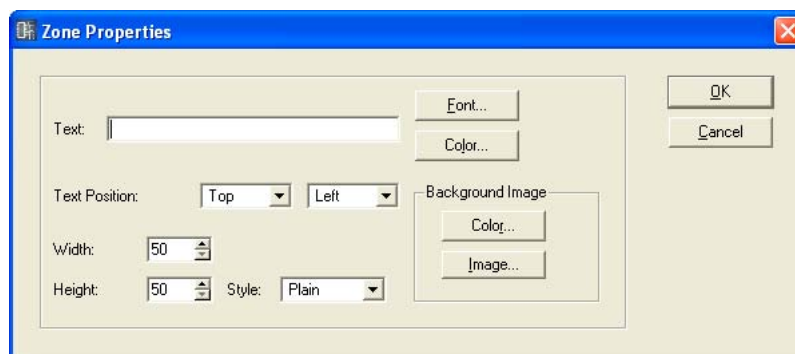 Zone Properties
Text:
Font...
Color...
OK
Cancel
Text Position:
Top
Left
Background Image
Color...
Image...
Width:
50
Height:
50
Style:
Plain